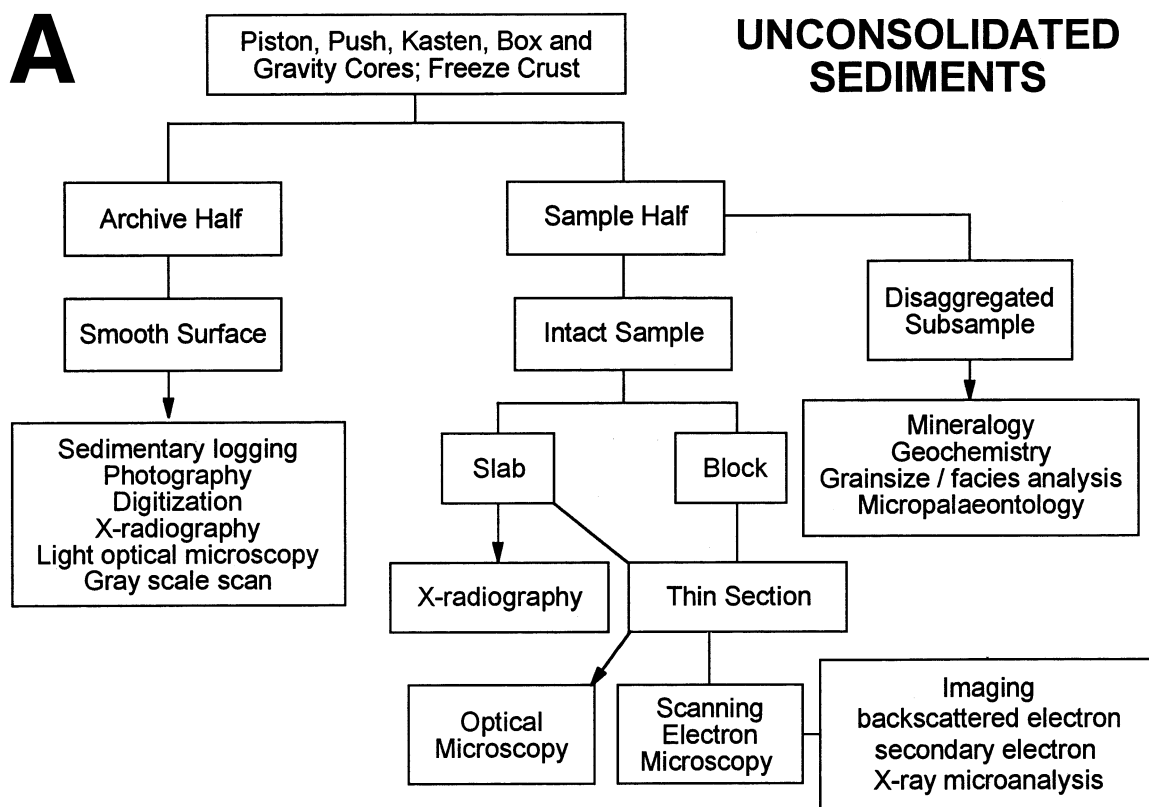 A
UNCONSOLIDATED
SEDIMENTS
Piston, Push, Kasten, Box and
Gravity Cores; Freeze Crust
Archive Half
Sample Half
Disaggregated
Subsample
Smooth Surface
Intact Sample
Sedimentary logging
Photography
Digitization
X-radiography
Light optical microscopy
Gray scale scan
Mineralogy
Geochemistry
Grainsize / facies analysis
Micropalaeontology
Slab
Block
X-radiography
Thin Section
Optical
Microscopy
Scanning
Electron
Microscopy
Imaging
backscattered electron
secondary electron
X-ray microanalysis